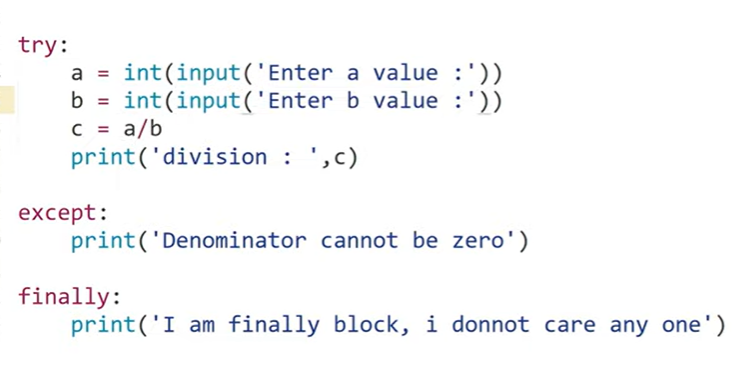 try:
    a = int(input('Enter a value :'))
    b = int(input('Enter b value :'))
    c = a/b
    print('division : ',c)
except:
    print('Denominator cannot be zero')
finally:
    print('I am finally block, i donnot care any one')